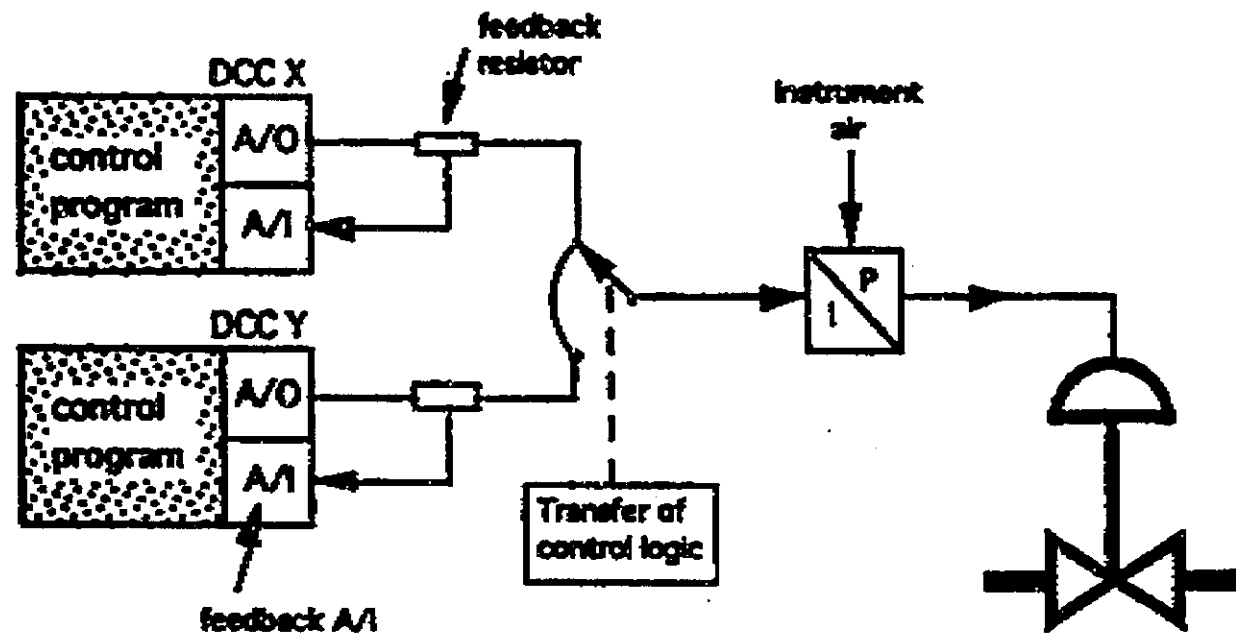 feedback
resistor
DCC X
control
program
A/O
A/I
instrument
air
P
I
DCC Y
control
program
A/O
A/I
Transfer of
control logic
feedback A/I